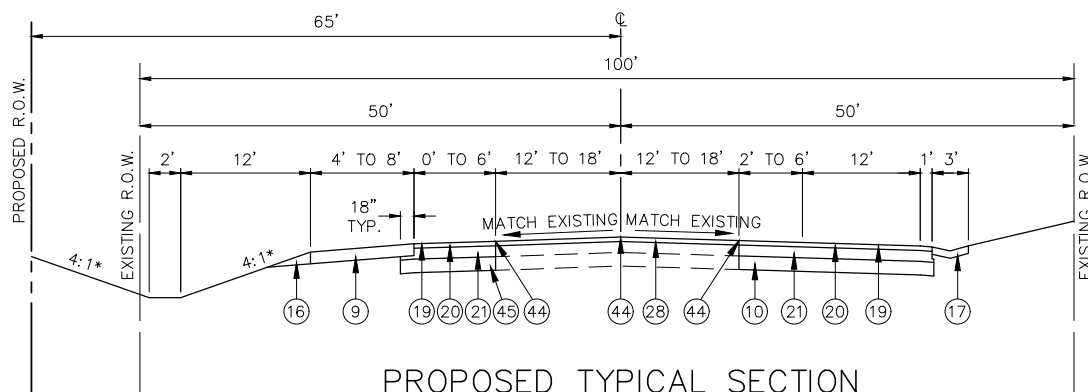 65'
℄
100'
50' 50'
2' 12' 4' TO 8' 0' TO 6' 12' TO 18' 12' TO 18' 2' TO 6' 12' 1' 3'
18"
TYP.
MATCH EXISTING MATCH EXISTING
PROPOSED R.O.W.
EXISTING R.O.W.
4:1*
4:1*
EXISTING R.O.W.
16 9 19 20 21 45 44 44 28 44 10 21 20 19 17
PROPOSED TYPICAL SECTION